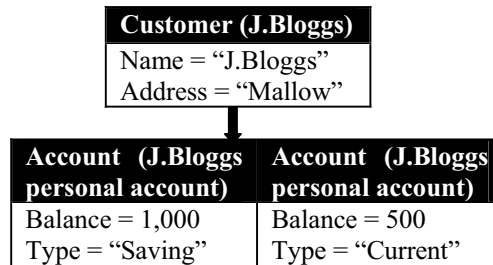 Customer (J.Bloggs)
Name = “J.Bloggs”
Address = “Mallow”
Account (J.Bloggs
personal account)
Balance = 1,000
Type = “Saving”
Account (J.Bloggs
personal account)
Balance = 500
Type = “Current”